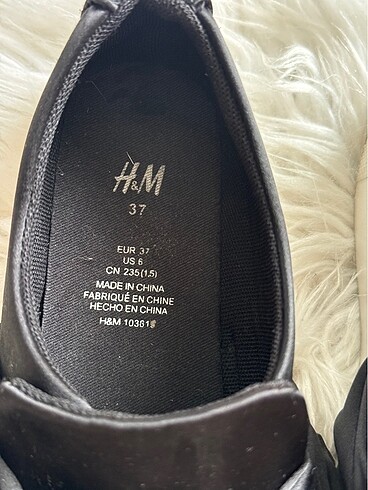 H&M
37
EUR 37
US 6
CN 235(1,5)
MADE IN CHINA
FABRIQUÉ EN CHINE
HECHO EN CHINA
H&M